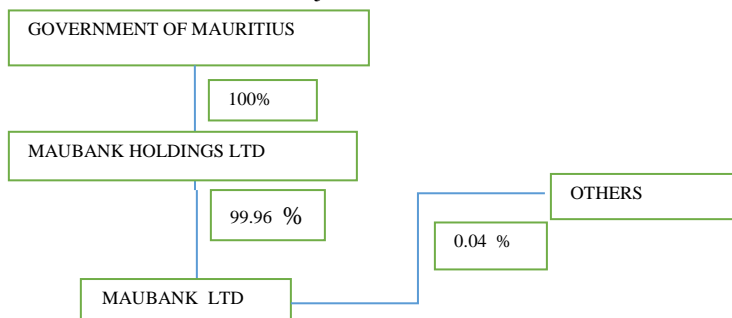 GOVERNMENT OF MAURITIUS
100%
MAUBANK HOLDINGS LTD
99.96 %
OTHERS
0.04 %
MAUBANK LTD